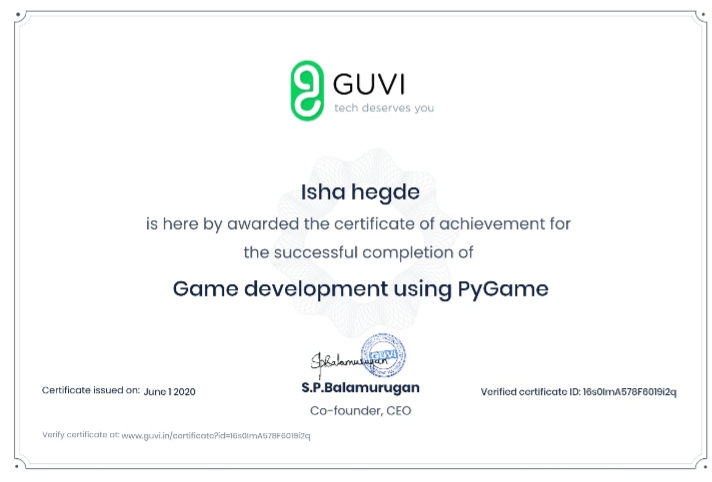 GUVI
tech deserves you
Isha hegde
is here by awarded the certificate of achievement for
the successful completion of
Game development using PyGame
SpBalamurugan
GUVI
S.P.Balamurugan
Certificate issued on: June 1 2020
Verified certificate ID: 16s0ImA578F6019i2q
Co-founder, CEO
Verify certificate at: www.guvi.in/certificate?id=16s0ImA578F6019i2q